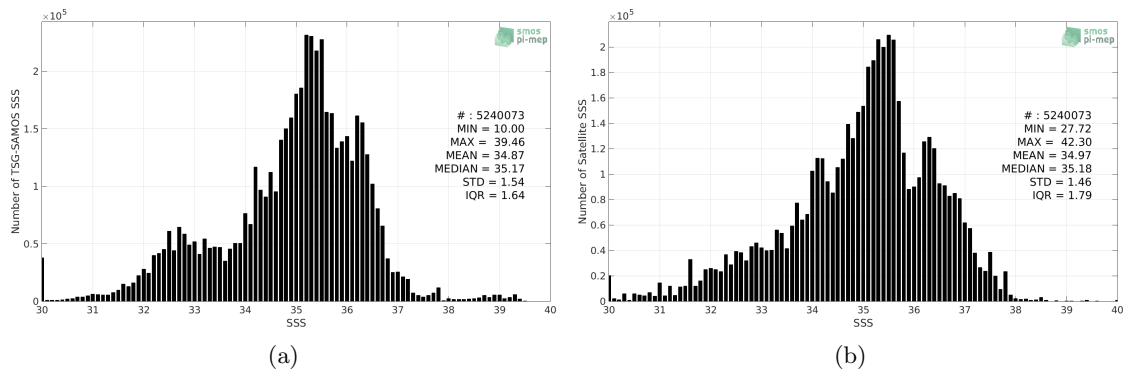 ×10⁵
smos
pi-mep
Number of TSG-SAMOS SSS
2
1.5
1
0.5
0
# : 5240073
MIN = 10.00
MAX = 39.46
MEAN = 34.87
MEDIAN = 35.17
STD = 1.54
IQR = 1.64
30 31 32 33 34 35 36 37 38 39 40
SSS
(a)
×10⁵
smos
pi-mep
Number of Satellite SSS
2
1.8
1.6
1.4
1.2
1
0.8
0.6
0.4
0.2
0
# : 5240073
MIN = 27.72
MAX = 42.30
MEAN = 34.97
MEDIAN = 35.18
STD = 1.46
IQR = 1.79
30 31 32 33 34 35 36 37 38 39 40
SSS
(b)